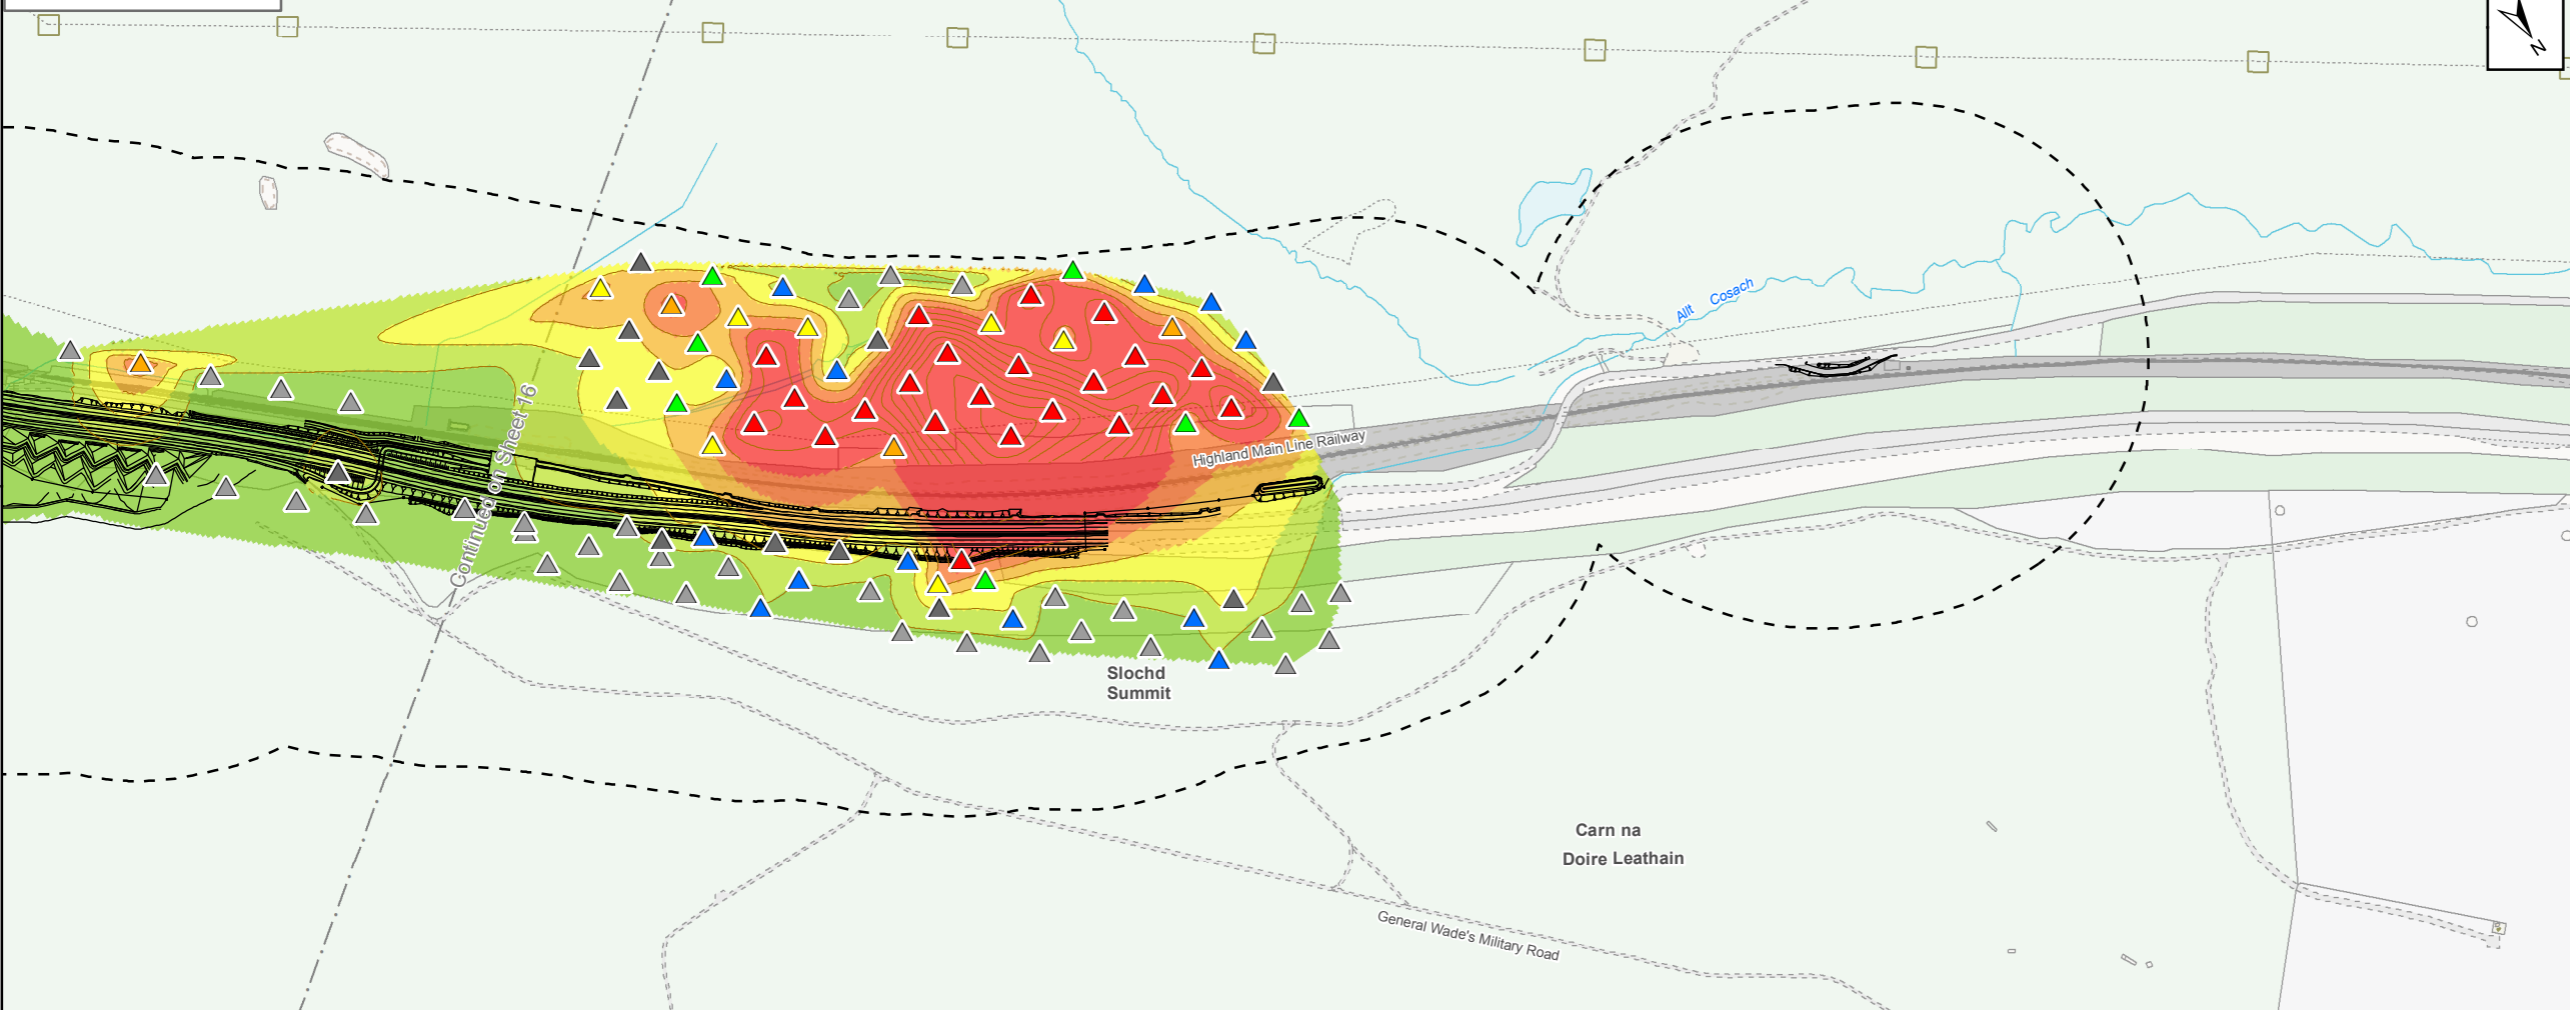 N
Allt Cosach
Continued on Sheet 16
Highland Main Line Railway
Slochd
Summit
Carn na
Doire Leathain
General Wade's Military Road